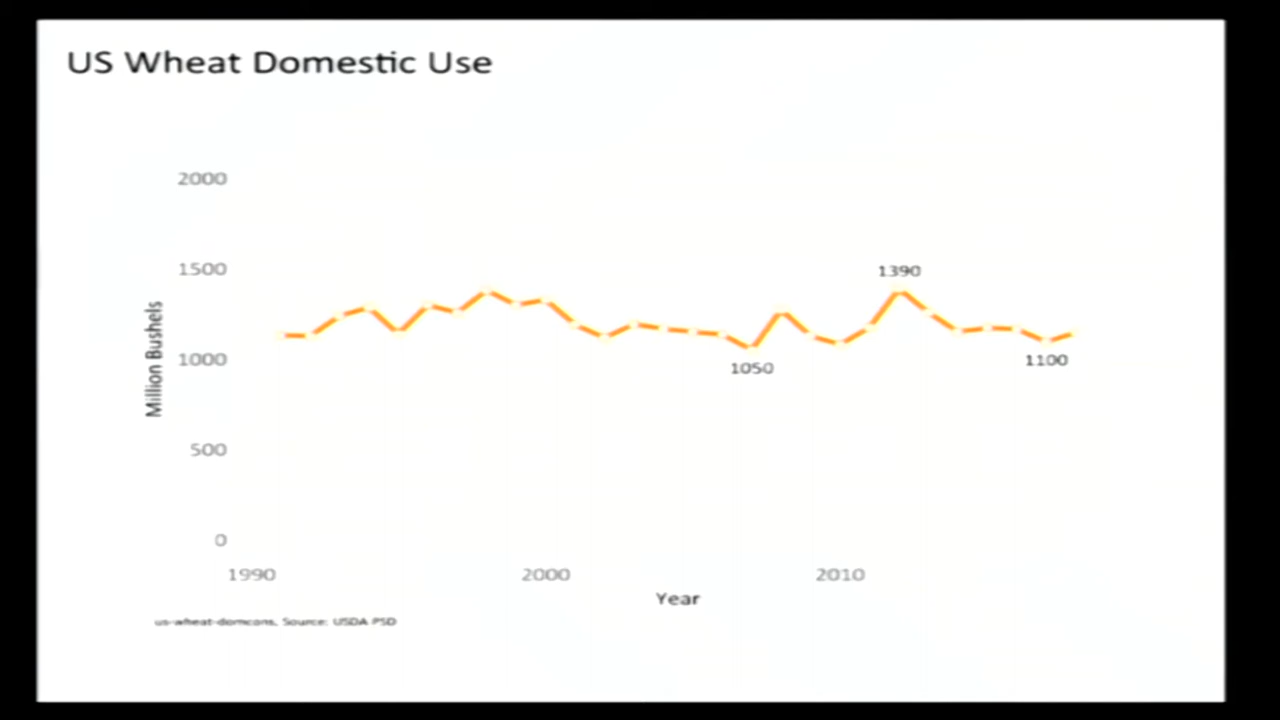 US Wheat Domestic Use
2000
1500
1390
1000
1050
1100
500
0
Million Bushels
1990 2000 2010
Year
us-wheat-domcons, Source: USDA PSD